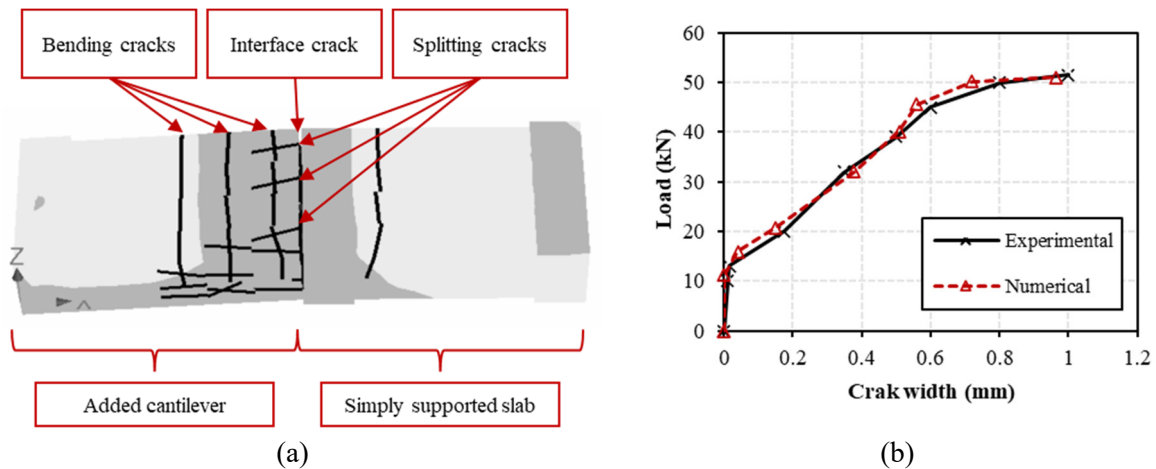 Bending cracks
Interface crack
Splitting cracks
Z
Added cantilever
Simply supported slab
(a)
60
50
40
30
20
10
0
Load (kN)
Experimental
Numerical
0 0.2 0.4 0.6 0.8 1 1.2
Crak width (mm)
(b)